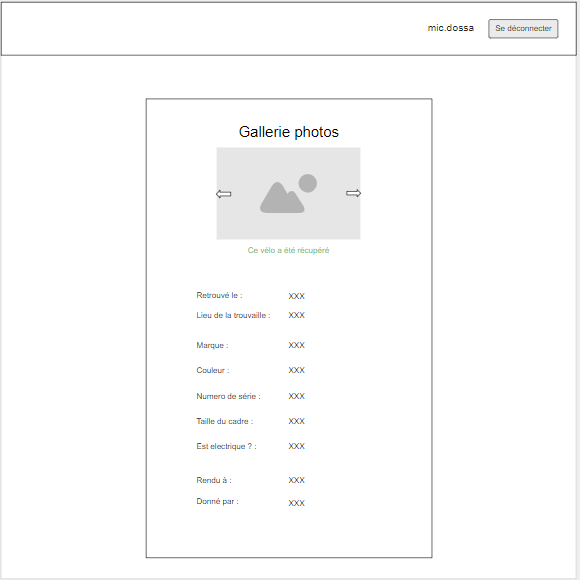 mic.dossa Se déconnecter
Gallerie photos
Ce vélo a été récupéré
Retrouvé le : XXX
Lieu de la trouvaille : XXX
Marque : XXX
Couleur : XXX
Numero de série : XXX
Taille du cadre : XXX
Est electrique ? : XXX
Rendu à : XXX
Donné par : XXX